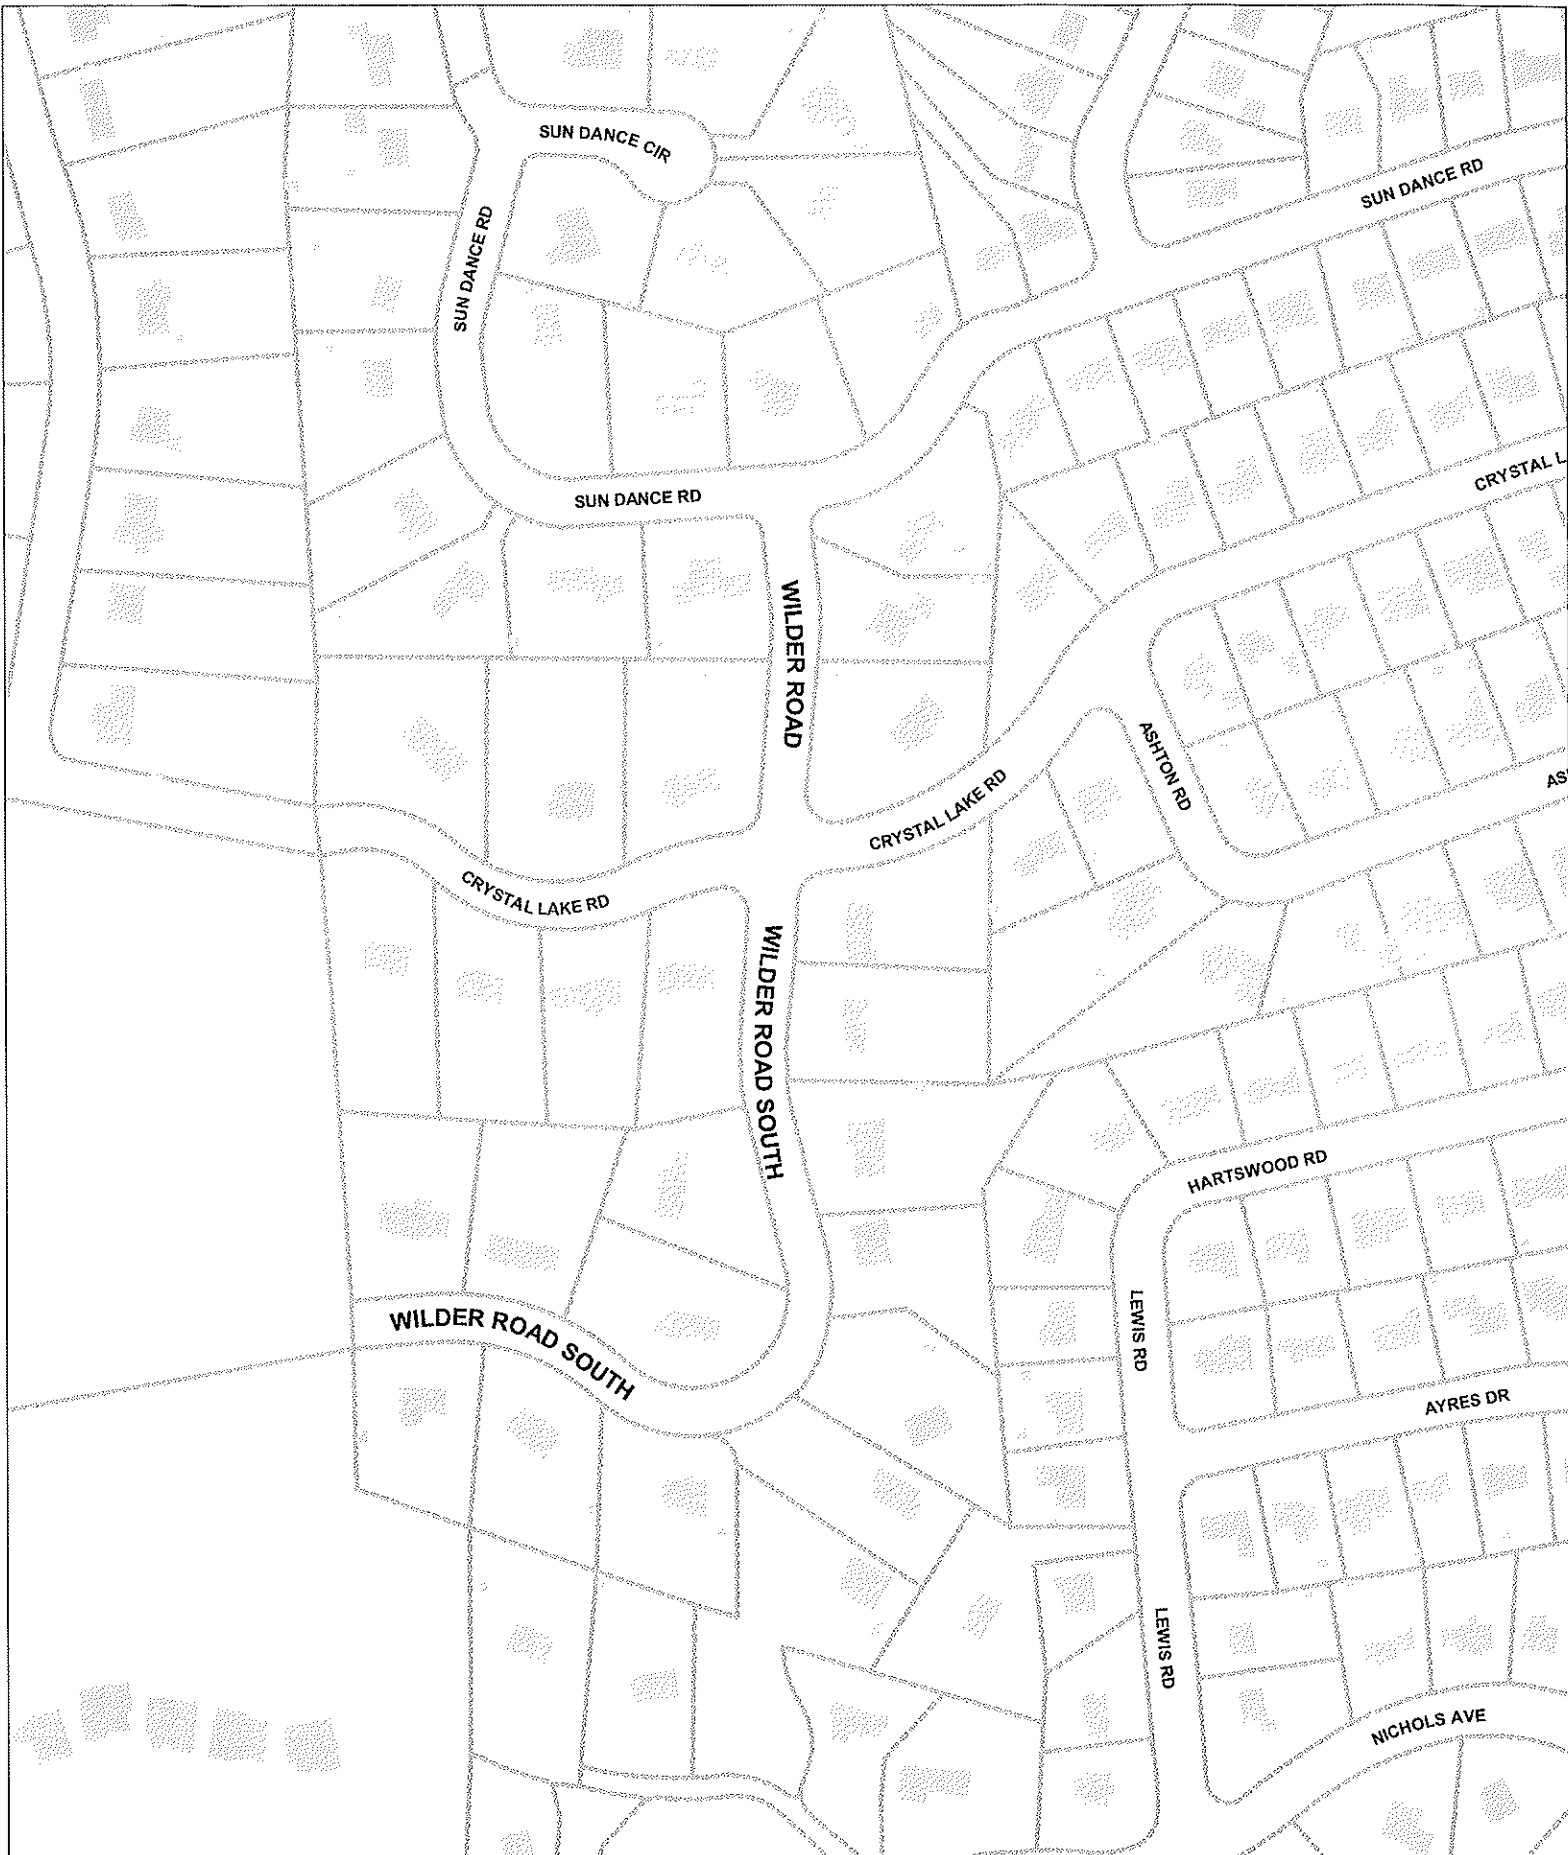 SUN DANCE CIR
SUN DANCE RD
SUN DANCE RD
SUN DANCE RD
CRYSTAL L
WILDER ROAD
ASHTON RD
AS
CRYSTAL LAKE RD
CRYSTAL LAKE RD
WILDER ROAD SOUTH
HARTSWOOD RD
LEWIS RD
WILDER ROAD SOUTH
AYRES DR
LEWIS RD
NICHOLS AVE